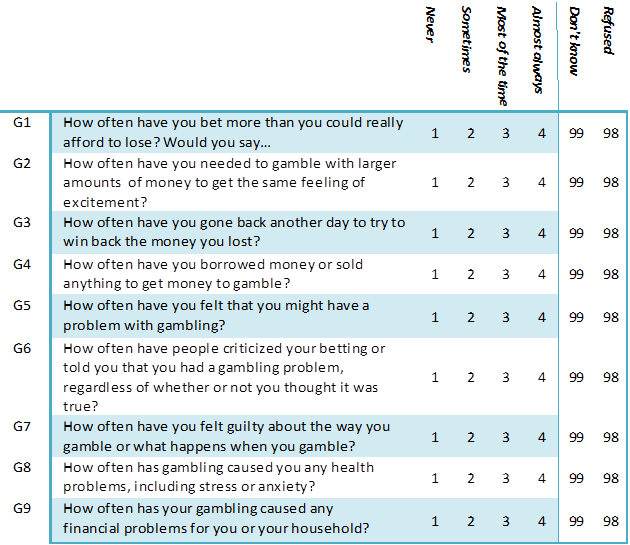 Never Sometimes Most of the time Almost always Don't know Refused
G1 How often have you bet more than you could really
afford to lose? Would you say… 1 2 3 4 99 98
G2 How often have you needed to gamble with larger
amounts of money to get the same feeling of
excitement? 1 2 3 4 99 98
G3 How often have you gone back another day to try to
win back the money you lost? 1 2 3 4 99 98
G4 How often have you borrowed money or sold
anything to get money to gamble? 1 2 3 4 99 98
G5 How often have you felt that you might have a
problem with gambling? 1 2 3 4 99 98
G6 How often have people criticized your betting or
told you that you had a gambling problem,
regardless of whether or not you thought it was
true? 1 2 3 4 99 98
G7 How often have you felt guilty about the way you
gamble or what happens when you gamble? 1 2 3 4 99 98
G8 How often has gambling caused you any health
problems, including stress or anxiety? 1 2 3 4 99 98
G9 How often has your gambling caused any
financial problems for you or your household? 1 2 3 4 99 98